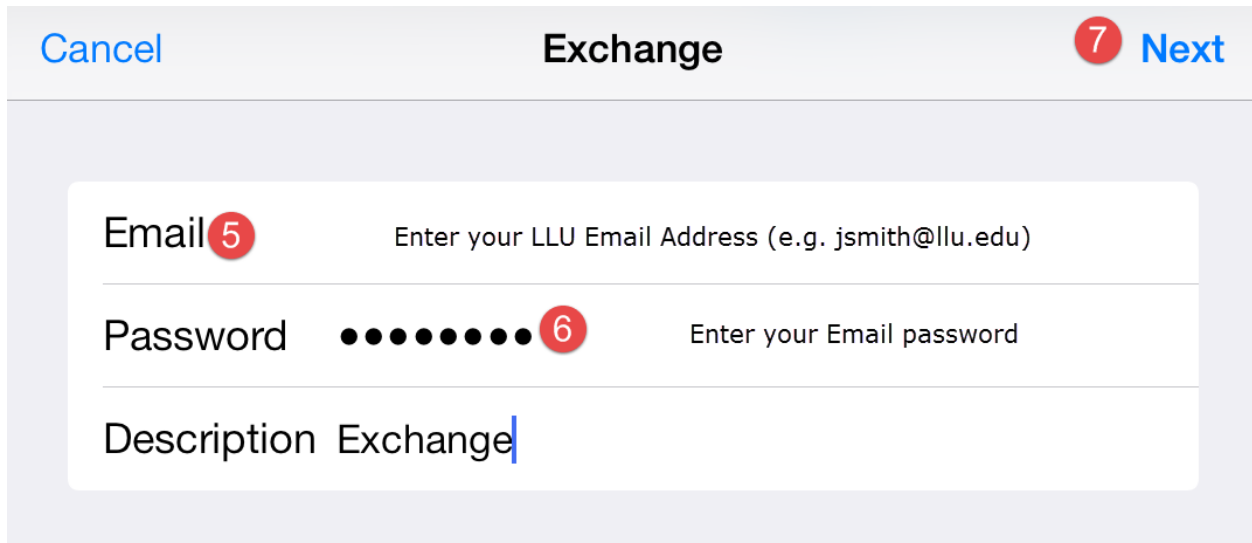 Cancel Exchange 7 Next
Email 5 Enter your LLU Email Address (e.g. jsmith@llu.edu)
Password •••••••• 6 Enter your Email password
Description Exchange